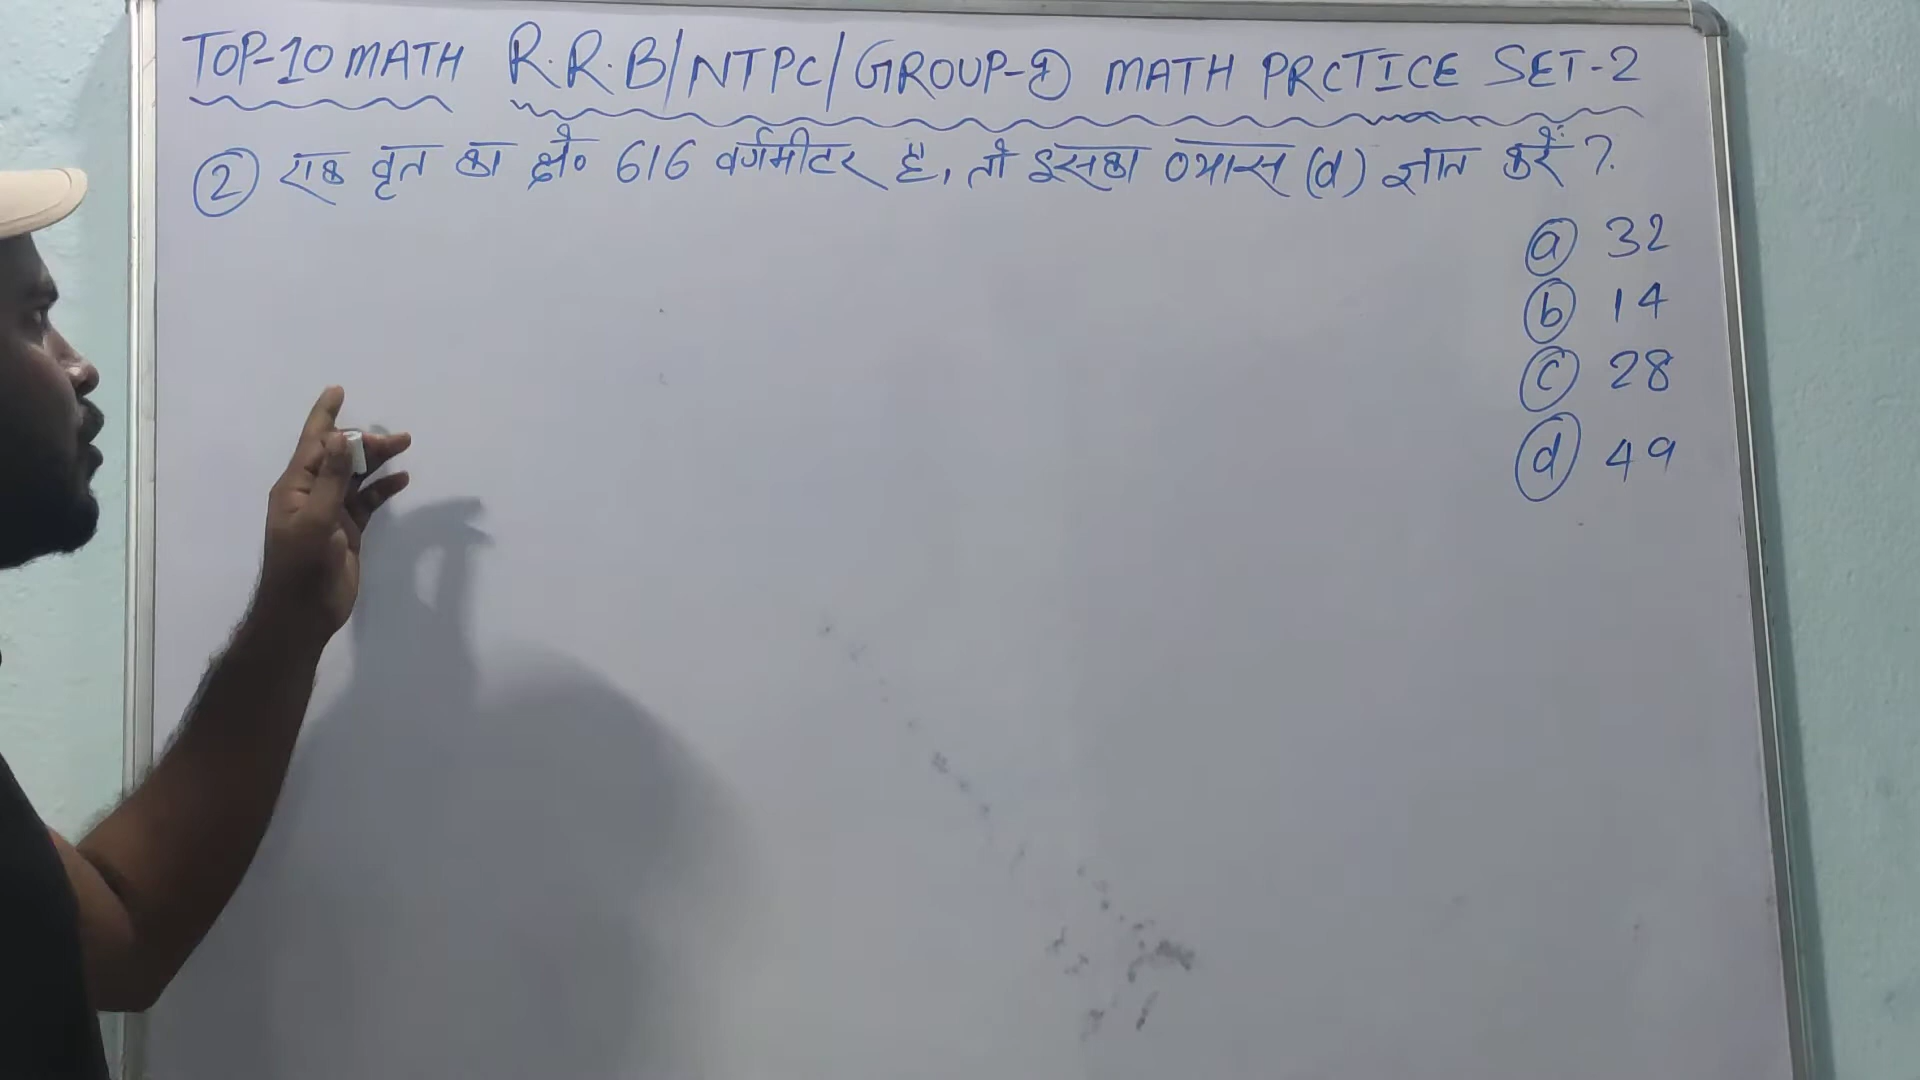 TOP-10 MATH R.R.B/NTPC/GROUP-D MATH PRCTICE SET-2
② एक वृत का क्षे० 616 वर्गमीटर है, तो इसका व्यास (d) ज्ञात करें ?
ⓐ 32
ⓑ 14
ⓒ 28
ⓓ 49